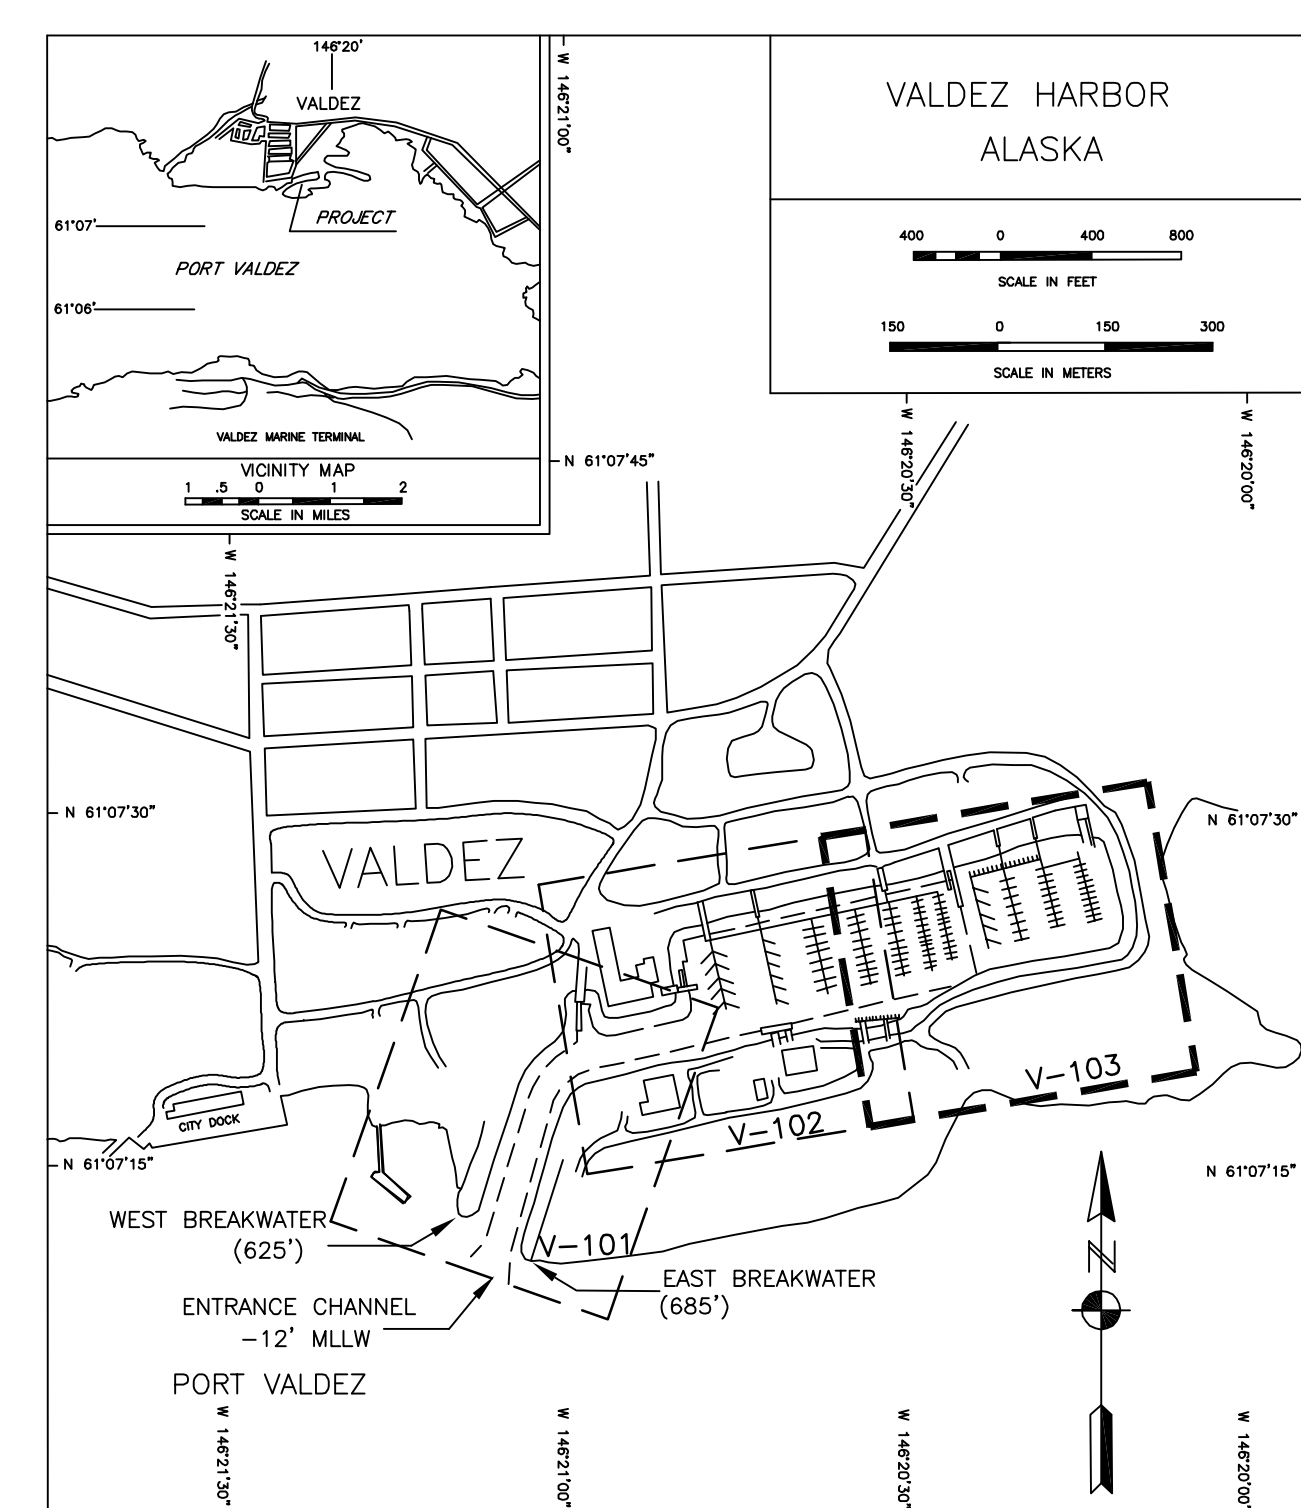 146°20'
VALDEZ
PROJECT
61°07'
PORT VALDEZ
61°06'
VALDEZ MARINE TERMINAL
VICINITY MAP
1 .5 0 1 2
SCALE IN MILES
W 146°21'00"
VALDEZ HARBOR
ALASKA
400 0 400 800
SCALE IN FEET
150 0 150 300
SCALE IN METERS
W 146°20'30"
W 146°20'00"
N 61°07'45"
W 146°21'30"
N 61°07'30"
N 61°07'30"
VALDEZ
CITY DOCK
V-103
V-102
N 61°07'15"
N 61°07'15"
WEST BREAKWATER
(625')
V-101
EAST BREAKWATER
(685')
ENTRANCE CHANNEL
-12' MLLW
N
PORT VALDEZ
W 146°21'30"
W 146°21'00"
W 146°20'30"
W 146°20'00"